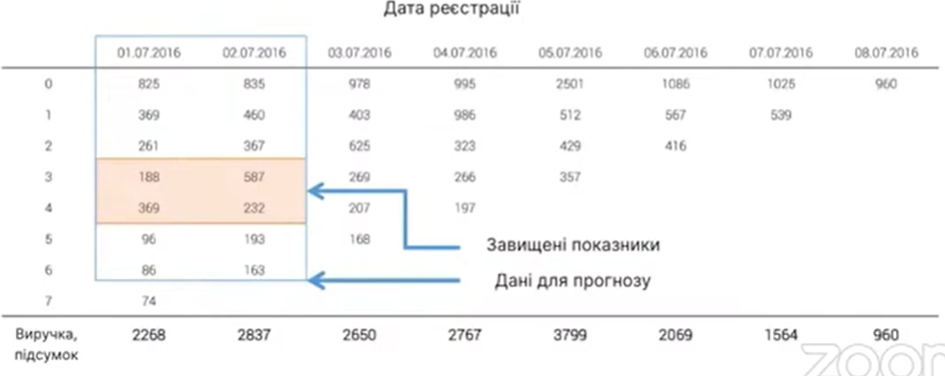 Дата реєстрації
01.07.2016 02.07.2016 03.07.2016 04.07.2016 05.07.2016 06.07.2016 07.07.2016 08.07.2016
0 825 835 978 995 2501 1086 1025 960
1 369 460 403 986 512 567 539
2 261 367 625 323 429 416
3 188 587 269 266 357
4 369 232 207 197
5 96 193 168
Завищені показники
6 86 163
Дані для прогнозу
7 74
Виручка, підсумок 2268 2837 2650 2767 3799 2069 1564 960
zoom